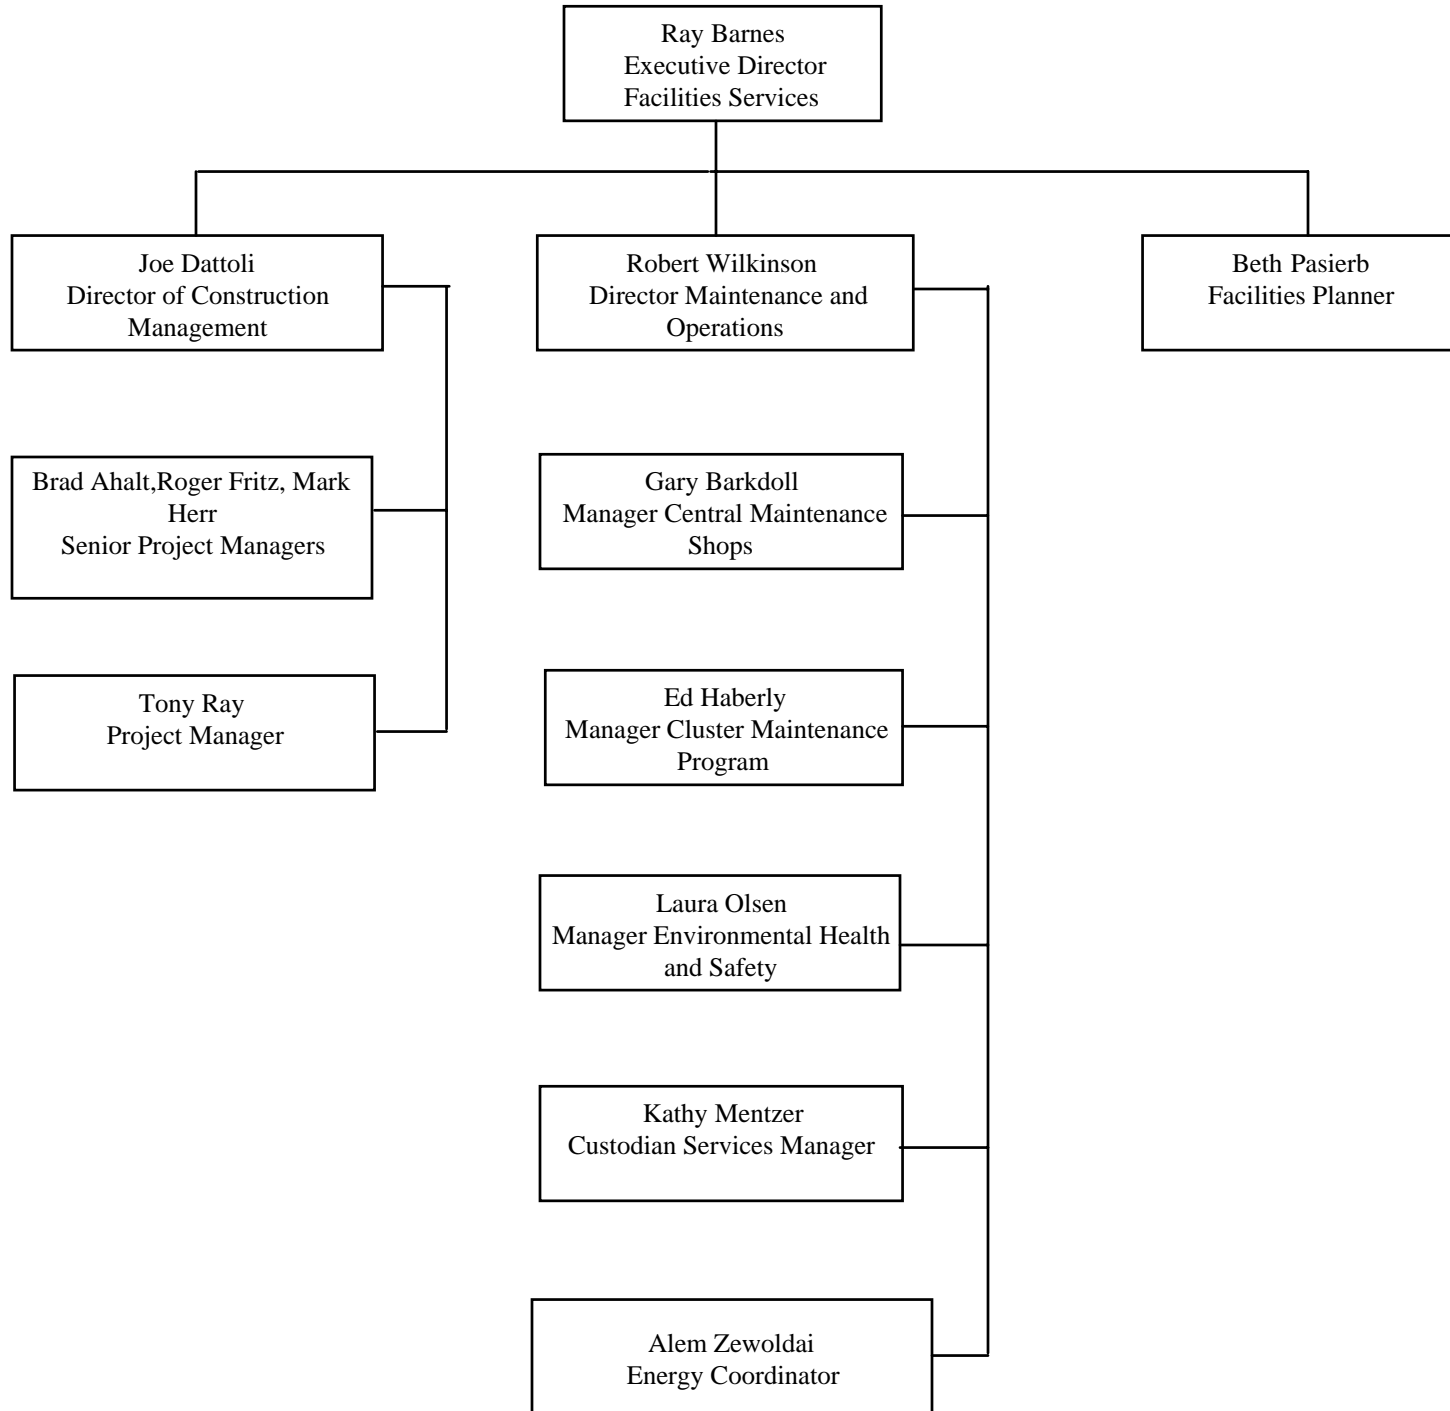 Ray Barnes
Executive Director
Facilities Services
Joe Dattoli
Director of Construction
Management
Robert Wilkinson
Director Maintenance and
Operations
Beth Pasierb
Facilities Planner
Brad Ahalt,Roger Fritz, Mark
Herr
Senior Project Managers
Gary Barkdoll
Manager Central Maintenance
Shops
Tony Ray
Project Manager
Ed Haberly
Manager Cluster Maintenance
Program
Laura Olsen
Manager Environmental Health
and Safety
Kathy Mentzer
Custodian Services Manager
Alem Zewoldai
Energy Coordinator